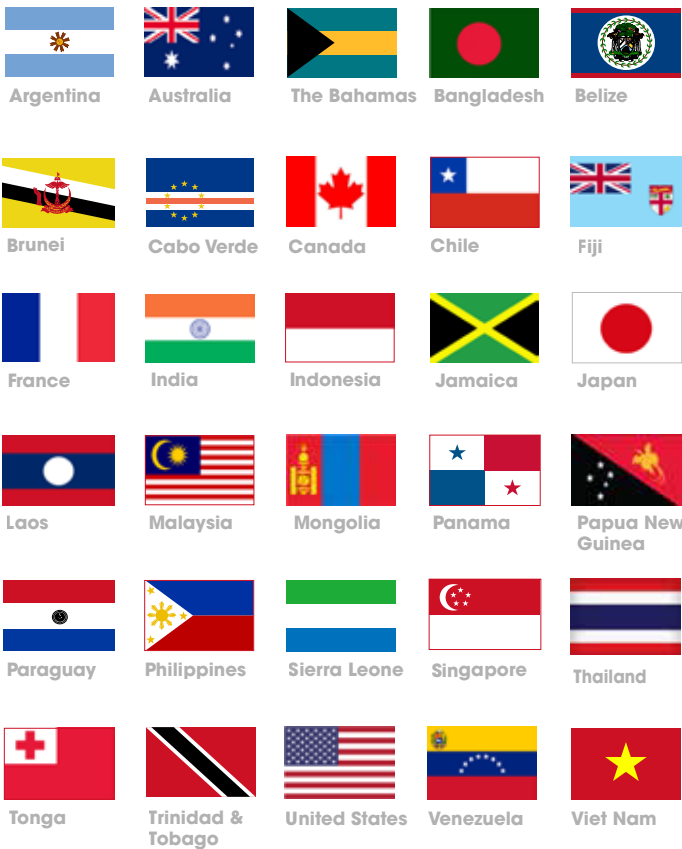 Argentina
Australia
The Bahamas
Bangladesh
Belize
Brunei
Cabo Verde
Canada
Chile
Fiji
France
India
Indonesia
Jamaica
Japan
Laos
Malaysia
Mongolia
Panama
Papua New
Guinea
Paraguay
Philippines
Sierra Leone
Singapore
Thailand
Tonga
Trinidad &
Tobago
United States
Venezuela
Viet Nam